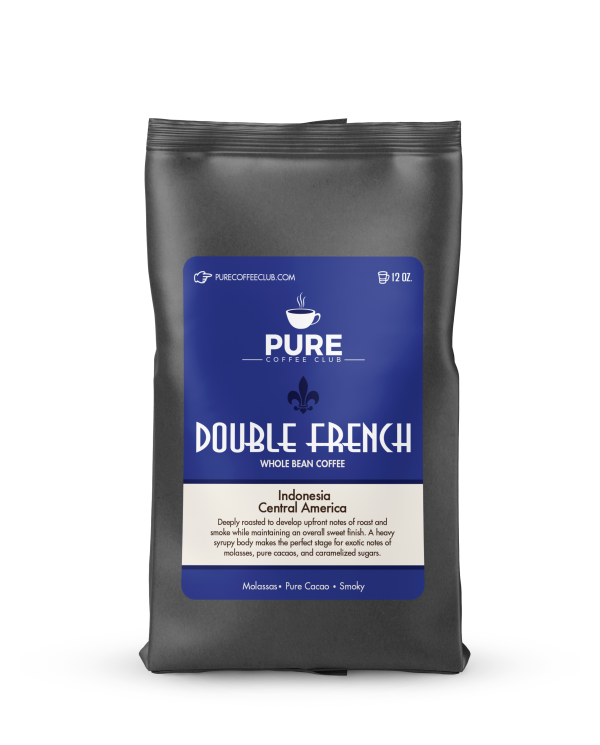 PURECOFFEECLUB.COM
12 OZ.
PURE
COFFEE CLUB
DOUBLE FRENCH
WHOLE BEAN COFFEE
Indonesia
Central America
Deeply roasted to develop upfront notes of roast and
smoke while maintaining an overall sweet finish. A heavy
syrupy body makes the perfect stage for exotic notes of
molasses, pure cacaos, and caramelized sugars.
Molassas • Pure Cacao • Smoky